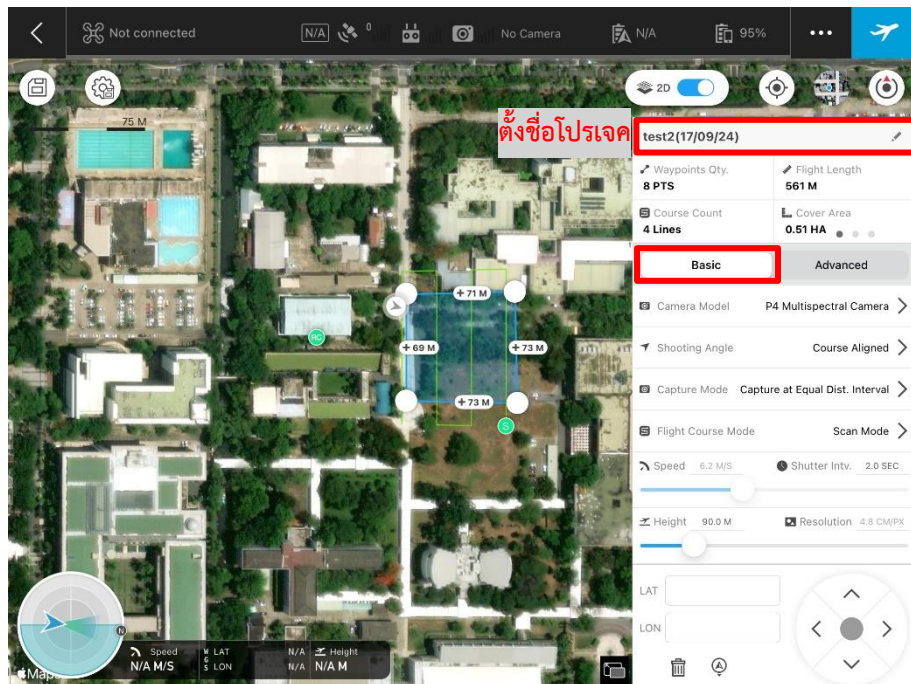 Not connected N/A 0 No Camera N/A 95%
75 M
2D
ตั้งชื่อโปรเจค
test2(17/09/24)
Waypoints Qty. Flight Length
8 PTS 561 M
Course Count Cover Area
4 Lines 0.51 HA
Basic Advanced
+ 71 M
Camera Model P4 Multispectral Camera
RC
+ 69 M + 73 M
Shooting Angle Course Aligned
Capture Mode Capture at Equal Dist. Interval
+ 73 M
S
Flight Course Mode Scan Mode
Speed 6.2 M/S Shutter Intv. 2.0 SEC
Height 90.0 M Resolution 4.8 CM/PX
LAT
LON
N
Speed WGS LAT N/A Height
N/A M/S LON N/A N/A M
Maps